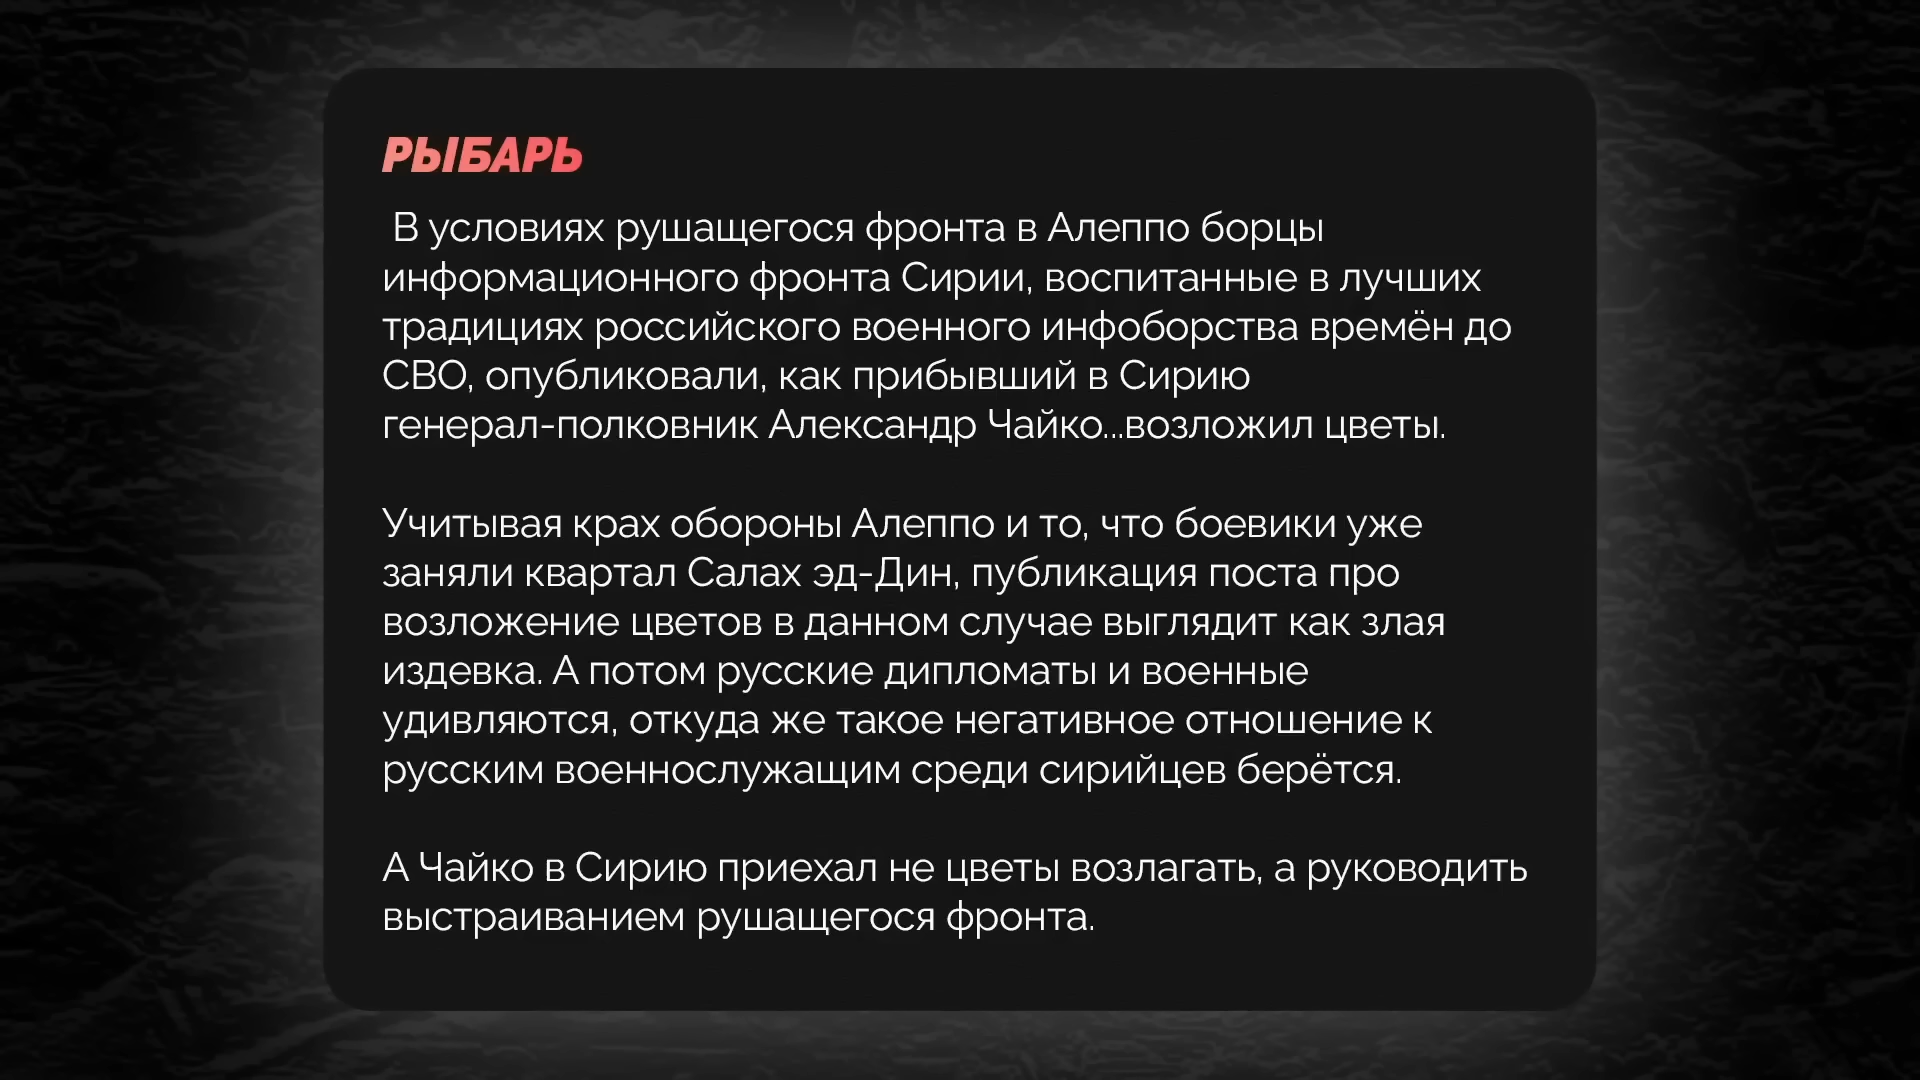 РЫБАРЬ
В условиях рушащегося фронта в Алеппо борцы
информационного фронта Сирии, воспитанные в лучших
традициях российского военного инфоборства времён до
СВО, опубликовали, как прибывший в Сирию
генерал-полковник Александр Чайко...возложил цветы.
Учитывая крах обороны Алеппо и то, что боевики уже
заняли квартал Салах эд-Дин, публикация поста про
возложение цветов в данном случае выглядит как злая
издевка. А потом русские дипломаты и военные
удивляются, откуда же такое негативное отношение к
русским военнослужащим среди сирийцев берётся.
А Чайко в Сирию приехал не цветы возлагать, а руководить
выстраиванием рушащегося фронта.